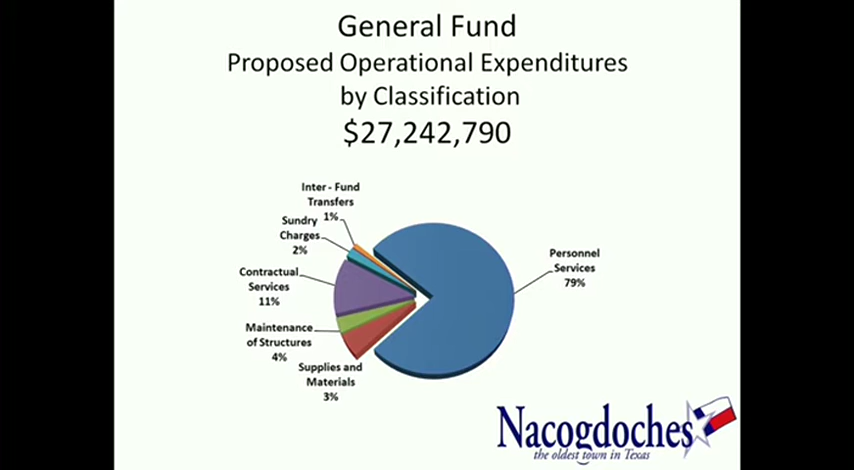 General Fund
Proposed Operational Expenditures
by Classification
$27,242,790
Inter - Fund
Transfers
1%
Sundry
Charges
2%
Contractual
Services
11%
Maintenance
of Structures
4%
Supplies and
Materials
3%
Personnel
Services
79%
Nacogdoches
the oldest town in Texas